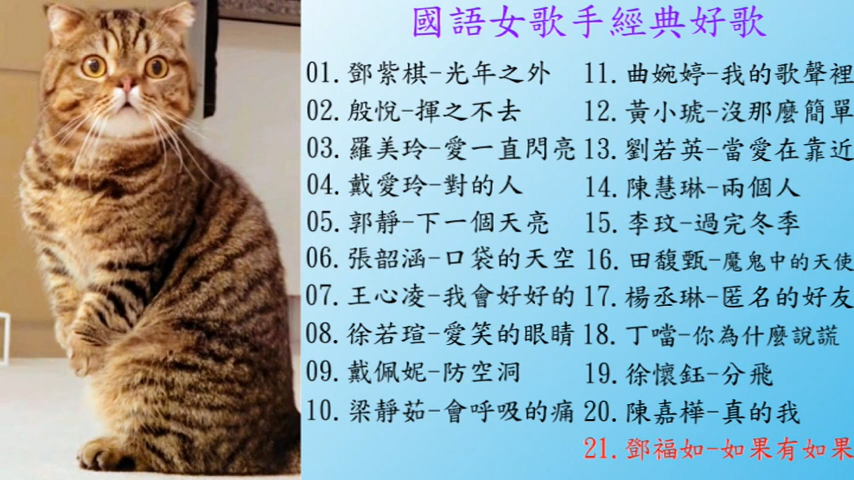 國語女歌手經典好歌
01.鄧紫棋-光年之外
02.殷悅-揮之不去
03.羅美玲-愛一直閃亮
04.戴愛玲-對的人
05.郭靜-下一個天亮
06.張韶涵-口袋的天空
07.王心凌-我會好好的
08.徐若瑄-愛笑的眼睛
09.戴佩妮-防空洞
10.梁靜茹-會呼吸的痛
11.曲婉婷-我的歌聲裡
12.黃小琥-沒那麼簡單
13.劉若英-當愛在靠近
14.陳慧琳-兩個人
15.李玟-過完冬季
16.田馥甄-魔鬼中的天使
17.楊丞琳-匿名的好友
18.丁噹-你為什麼說謊
19.徐懷鈺-分飛
20.陳嘉樺-真的我
21.鄧福如-如果有如果